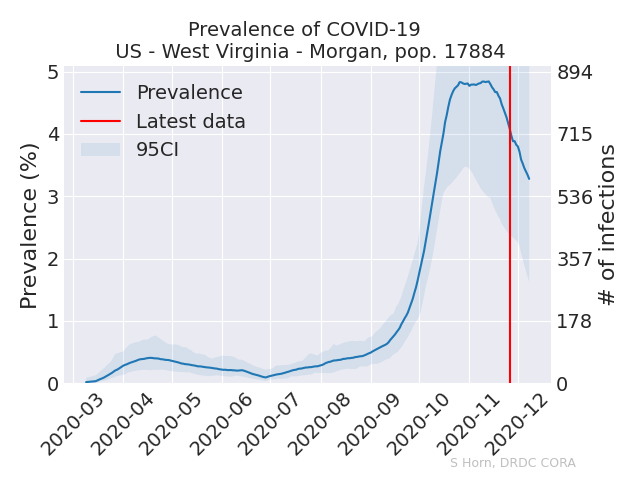 Prevalence of COVID-19
US - West Virginia - Morgan, pop. 17884
Prevalence
Latest data
95CI
Prevalence (%)
5
4
3
2
1
0
894
715
536
357
178
0
# of infections
2020-03
2020-04
2020-05
2020-06
2020-07
2020-08
2020-09
2020-10
2020-11
2020-12
S Horn, DRDC CORA